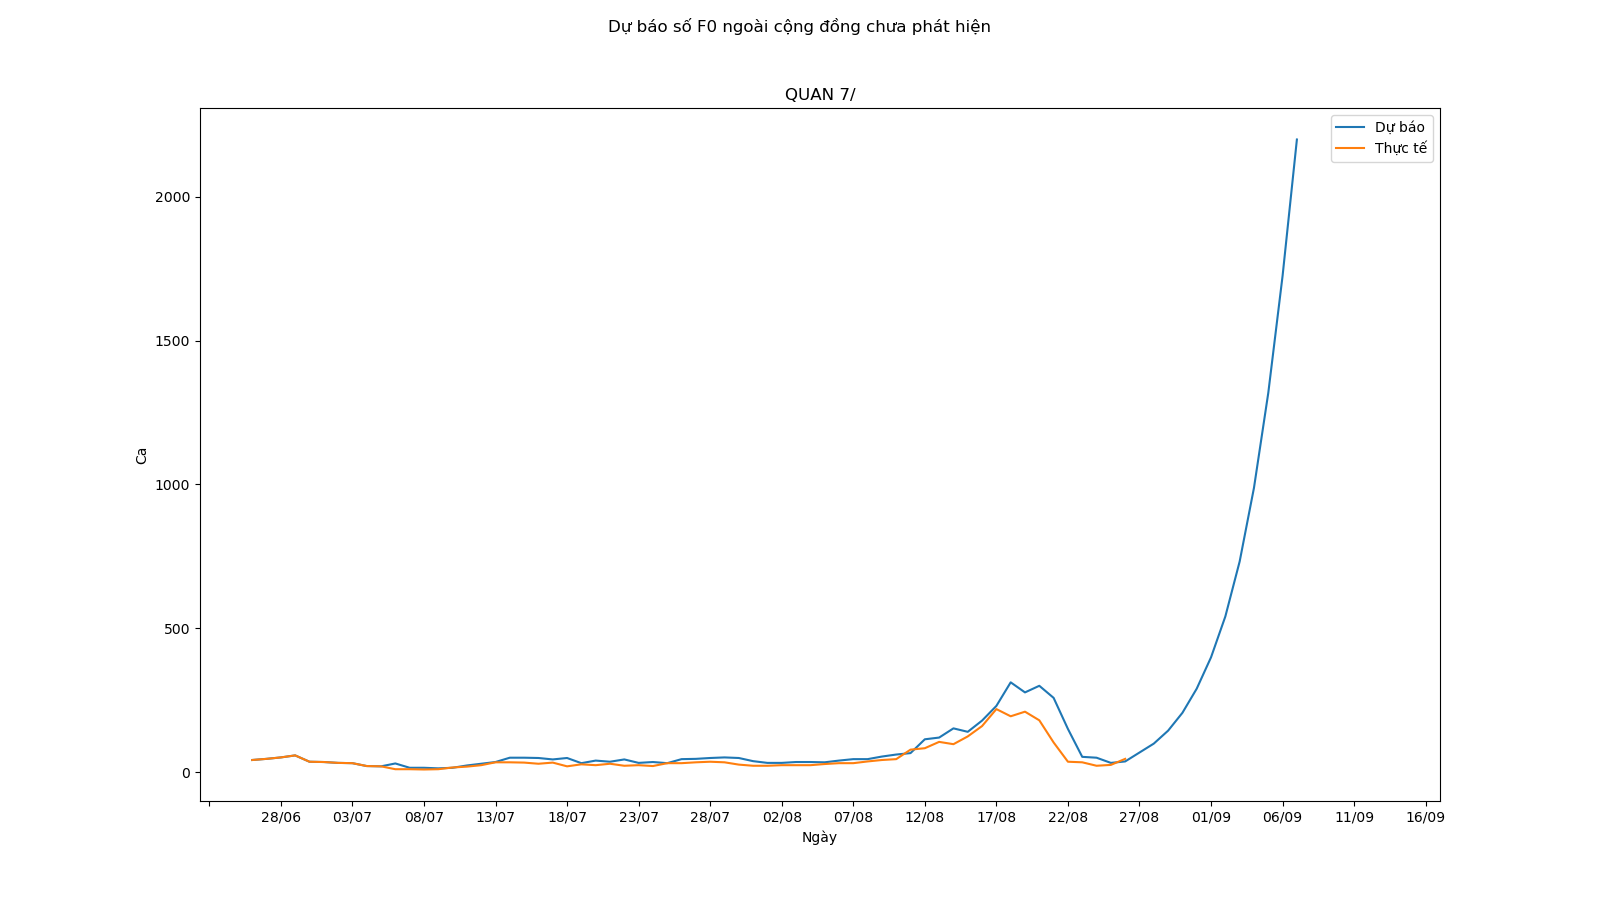 Dự báo số F0 ngoài cộng đồng chưa phát hiện
QUAN 7/
Dự báo
Thực tế
2000
1500
1000
500
0
Ca
28/06 03/07 08/07 13/07 18/07 23/07 28/07 02/08 07/08 12/08 17/08 22/08 27/08 01/09 06/09 11/09 16/09
Ngày